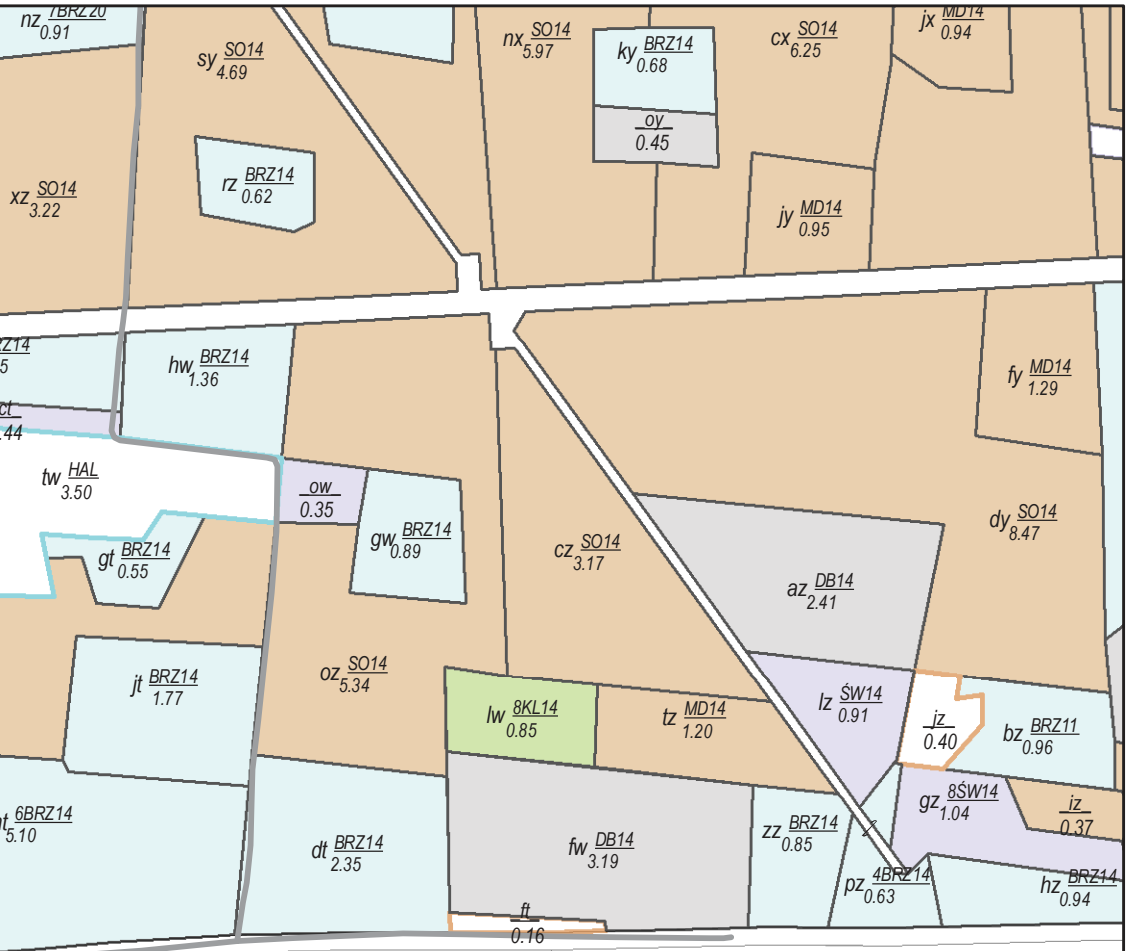 nz 7BRZ20
0.91
sy SO14
4.69
nx SO14
5.97
ky BRZ14
0.68
cx SO14
6.25
jx MD14
0.94
oy
0.45
xz SO14
3.22
rz BRZ14
0.62
jy MD14
0.95
RZ14
5
hw BRZ14
1.36
fy MD14
1.29
ct
.44
tw HAL
3.50
ow
0.35
gw BRZ14
0.89
cz SO14
3.17
dy SO14
8.47
gt BRZ14
0.55
az DB14
2.41
jt BRZ14
1.77
oz SO14
5.34
lw 8KL14
0.85
tz MD14
1.20
lz ŚW14
0.91
jz
0.40
bz BRZ11
0.96
t 6BRZ14
5.10
dt BRZ14
2.35
fw DB14
3.19
zz BRZ14
0.85
gz 8ŚW14
1.04
iz
0.37
pz 4BRZ14
0.63
hz BRZ14
0.94
ft
0.16